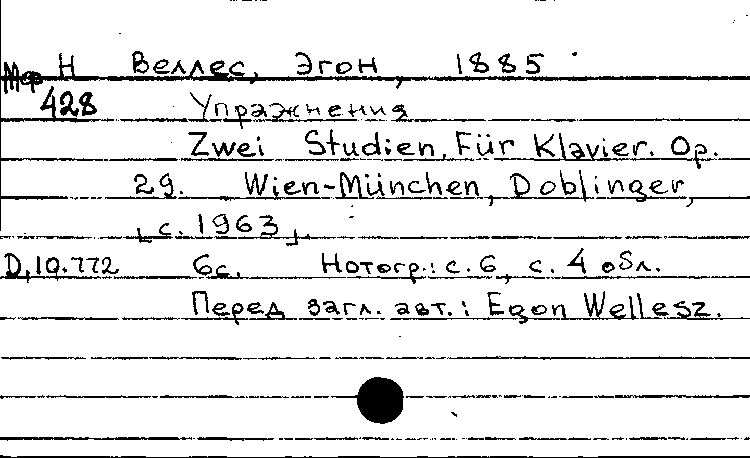 Мф Н Веллес, Эгон, 1885
428 Упражнения
Zwei Studien, Für Klavier. Op.
29. Wien-München, Doblinger,
[c. 1963].
D,10.772 6с. Нотогр.: с. 6, с. 4 обл.
Перед загл. авт.: Egon Wellesz.